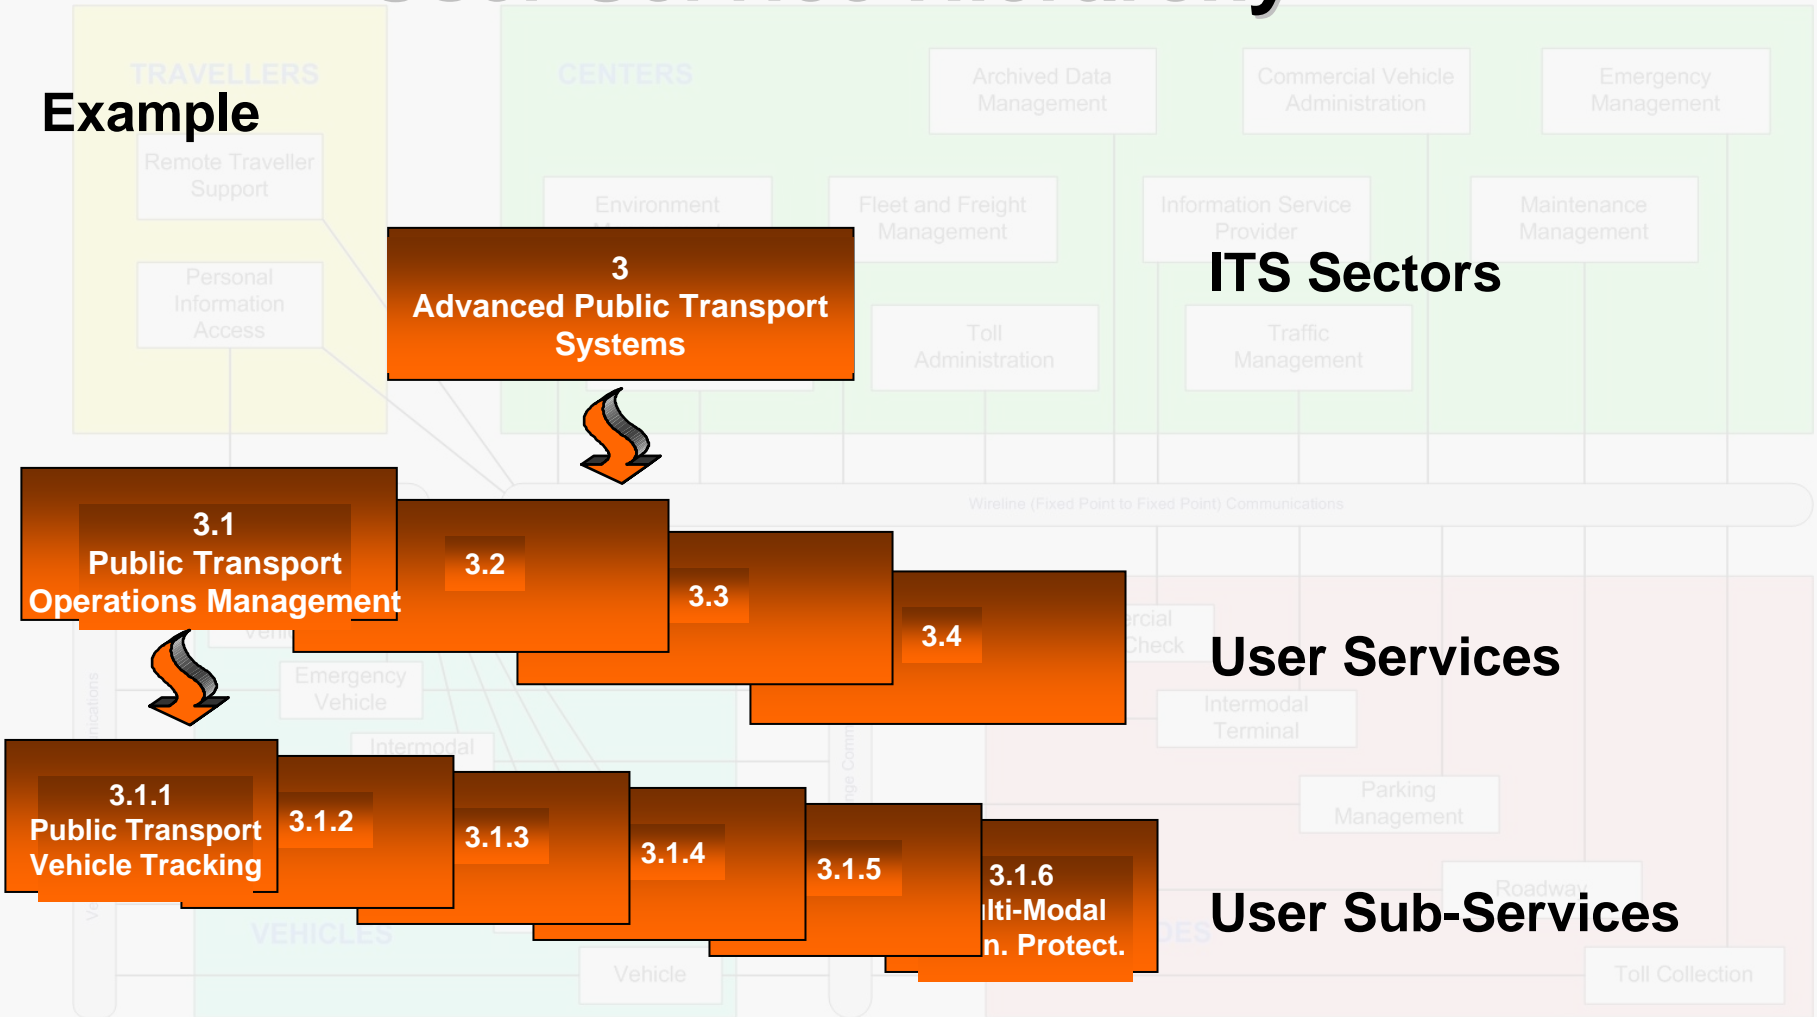 User Service Hierarchy
TRAVELLERS
CENTERS
Example
Archived Data
Management
Commercial Vehicle
Administration
Emergency
Management
Remote Traveller
Support
Environment
Fleet and Freight
Management
Information Service
Provider
Maintenance
Management
3
Advanced Public Transport
Systems
ITS Sectors
Personal
Information
Access
Toll
Administration
Traffic
Management
Wireline (Fixed Point to Fixed Point) Communications
3.1
Public Transport
Operations Management
3.2
3.3
3.4
User Services
Check
Emergency
Vehicle
Intermodal
Terminal
Intermodal
3.1.1
Public Transport
Vehicle Tracking
3.1.2
3.1.3
3.1.4
3.1.5
3.1.6
lti-Modal
n. Protect.
Parking
Management
Roadway
User Sub-Services
VEHICLES
Vehicle
Toll Collection